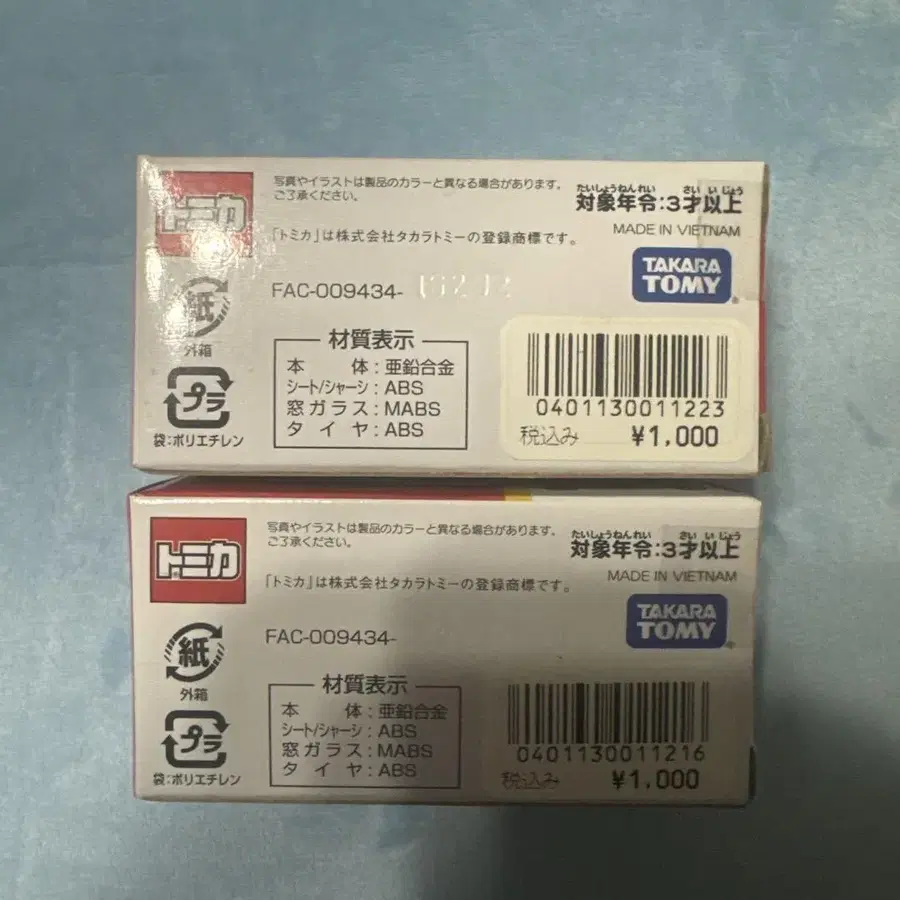 トミカ
写真やイラストは製品のカラーと異なる場合があります。
ご了承ください。
「トミカ」は株式会社タカラトミーの登録商標です。
たいしょうねんれい さい いじょう
対象年令:3才以上
MADE IN VIETNAM
TAKARA
TOMY
紙
外箱
FAC-009434-
プラ
袋:ポリエチレン
材質表示
本 体:亜鉛合金
シート/シャーシ:ABS
窓ガラス:MABS
タイヤ:ABS
0401130011223
税込み ¥1,000
トミカ
写真やイラストは製品のカラーと異なる場合があります。
ご了承ください。
「トミカ」は株式会社タカラトミーの登録商標です。
たいしょうねんれい さい いじょう
対象年令:3才以上
MADE IN VIETNAM
TAKARA
TOMY
紙
外箱
FAC-009434-
プラ
袋:ポリエチレン
材質表示
本 体:亜鉛合金
シート/シャーシ:ABS
窓ガラス:MABS
タイヤ:ABS
0401130011216
税込み ¥1,000